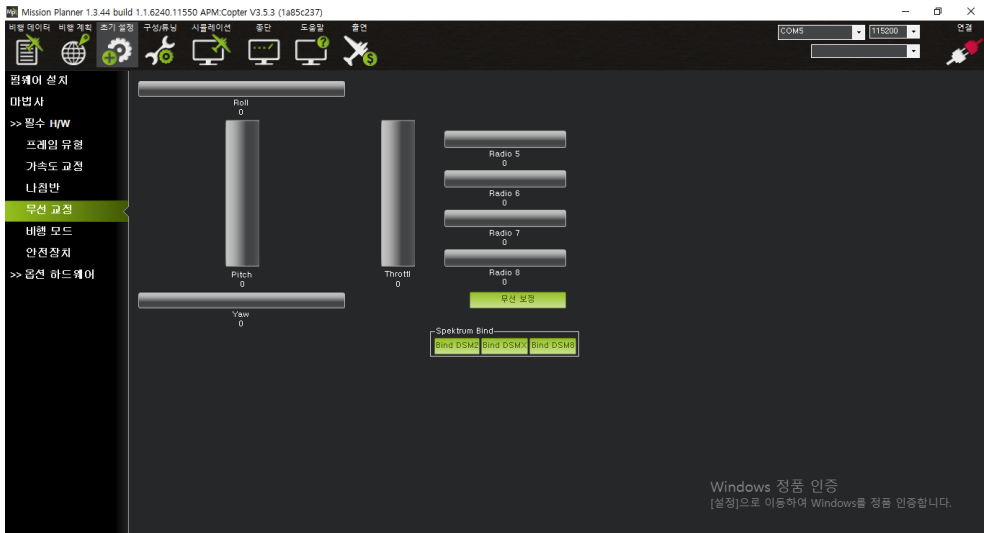 Mission Planner 1.3.44 build 1.1.6240.11550 APM:Copter V3.5.3 (1a85c237)
비행 데이터 비행 계획 초기 설정 구성/튜닝 시뮬레이션 종단 도움말 출연
COM5 115200 연결
펌웨어 설치
마법사
>> 필수 H/W
프레임 유형
가속도 교정
나침반
무선 교정
비행 모드
안전장치
>> 옵션 하드웨어
Roll
0
Pitch
0
Throttl
0
Yaw
0
Radio 5
0
Radio 6
0
Radio 7
0
Radio 8
0
무선 보정
Spektrum Bind
Bind DSM2 Bind DSMX Bind DSM8
Windows 정품 인증
[설정]으로 이동하여 Windows를 정품 인증합니다.